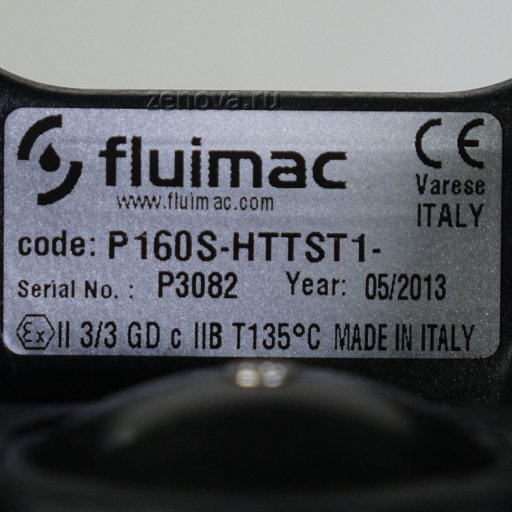 zenova.ru
fluimac
www.fluimac.com
CE
Varese
ITALY
code: P160S-HTTST1-
Serial No. : P3082 Year: 05/2013
Ex II 3/3 GD c IIB T135°C MADE IN ITALY